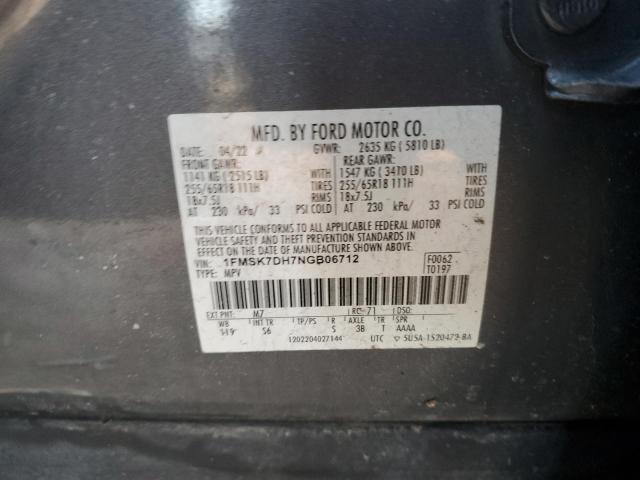 MFD. BY FORD MOTOR CO.
DATE: 04/22 GVWR: 2635 KG ( 5810 LB)
FRONT GAWR: REAR GAWR:
1141 KG ( 2515 LB) WITH 1547 KG ( 3410 LB) WITH
255/65R18 111H TIRES 255/65R18 111H TIRES
18x7.5J RIMS 18x7.5J RIMS
AT 230 kPa/ 33 PSI COLD AT 230 kPa/ 33 PSI COLD
THIS VEHICLE CONFORMS TO ALL APPLICABLE FEDERAL MOTOR
VEHICLE SAFETY AND THEFT PREVENTION STANDARDS IN
EFFECT ON THE DATE OF MANUFACTURE SHOWN ABOVE.
VIN: 1FMSK7DH7NGB06712 F0062
TYPE: MPV T0197
EXT PNT: M7 RC: 71 DSO:
WB INT TR TP/PS R AXLE TR SPR
119 S6 S 3B T AAAA
1202204027144 UTC 5U5A-1520472-BA